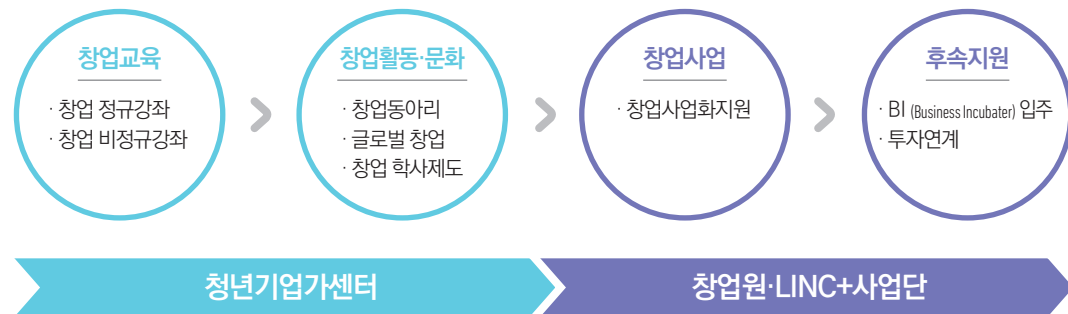 창업교육
· 창업 정규강좌
· 창업 비정규강좌
창업활동·문화
· 창업동아리
· 글로벌 창업
· 창업 학사제도
창업사업
· 창업사업화지원
후속지원
· BI (Business Incubater) 입주
· 투자연계
청년기업가센터
창업원·LINC+사업단